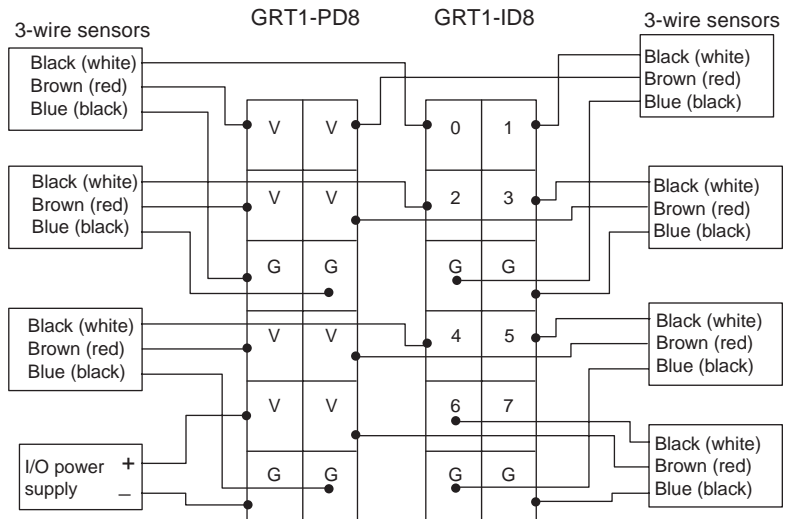 GRT1-PD8 GRT1-ID8
3-wire sensors 3-wire sensors
Black (white)
Brown (red)
Blue (black)
Black (white)
Brown (red)
Blue (black)
V V 0 1
Black (white)
Brown (red)
Blue (black)
V V 2 3
Black (white)
Brown (red)
Blue (black)
G G G G
Black (white)
Brown (red)
Blue (black)
V V 4 5
Black (white)
Brown (red)
Blue (black)
V V 6 7
I/O power +
supply –
G G G G
Black (white)
Brown (red)
Blue (black)